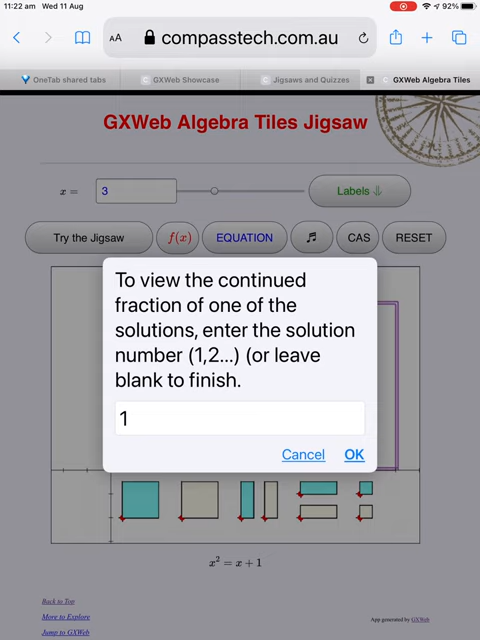 11:22 am Wed 11 Aug 92%
AA compasstech.com.au
OneTab shared tabs GXWeb Showcase Jigsaws and Quizzes GXWeb Algebra Tiles
GXWeb Algebra Tiles Jigsaw
x = 3 Labels ⇓
Try the Jigsaw f(x) EQUATION CAS RESET
To view the continued
fraction of one of the
solutions, enter the solution
number (1,2...) (or leave
blank to finish.
1
Cancel OK
x² = x + 1
Back to Top
More to Explore
App generated by GXWeb
Jump to GXWeb